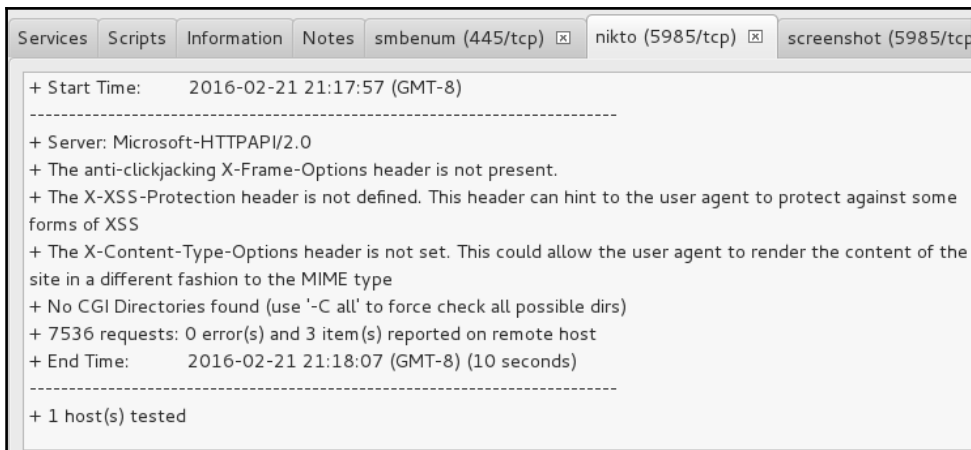 Services Scripts Information Notes smbenum (445/tcp) nikto (5985/tcp) screenshot (5985/tcp
+ Start Time: 2016-02-21 21:17:57 (GMT-8)
---------------------------------------------------------------------------
+ Server: Microsoft-HTTPAPI/2.0
+ The anti-clickjacking X-Frame-Options header is not present.
+ The X-XSS-Protection header is not defined. This header can hint to the user agent to protect against some
forms of XSS
+ The X-Content-Type-Options header is not set. This could allow the user agent to render the content of the
site in a different fashion to the MIME type
+ No CGI Directories found (use '-C all' to force check all possible dirs)
+ 7536 requests: 0 error(s) and 3 item(s) reported on remote host
+ End Time: 2016-02-21 21:18:07 (GMT-8) (10 seconds)
---------------------------------------------------------------------------
+ 1 host(s) tested